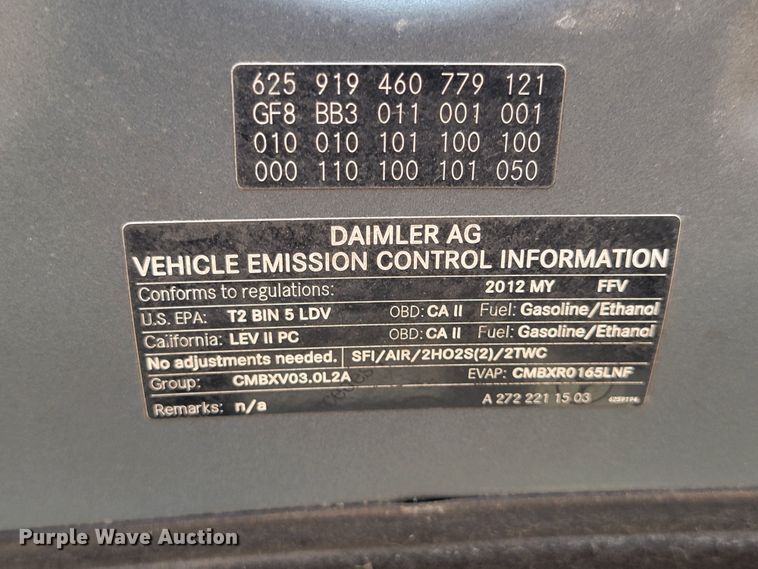 625 919 460 779 121
GF8 BB3 011 001 001
010 010 101 100 100
000 110 100 101 050
DAIMLER AG
VEHICLE EMISSION CONTROL INFORMATION
Conforms to regulations: 2012 MY FFV
U.S. EPA: T2 BIN 5 LDV OBD: CA II Fuel: Gasoline/Ethanol
California: LEV II PC OBD: CA II Fuel: Gasoline/Ethanol
No adjustments needed. SFI/AIR/2HO2S(2)/2TWC
Group: CMBXV03.0L2A EVAP: CMBXR0165LNF
Remarks: n/a A 272 221 15 03
Purple Wave Auction